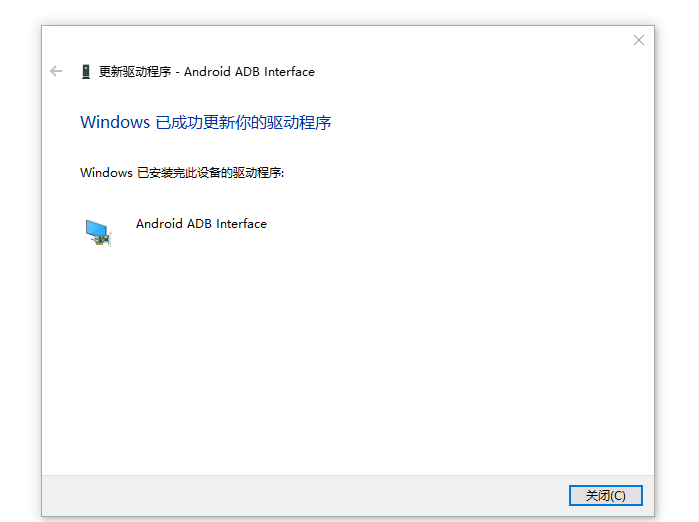 更新驱动程序 - Android ADB Interface
Windows 已成功更新你的驱动程序
Windows 已安装完此设备的驱动程序:
Android ADB Interface
关闭(C)